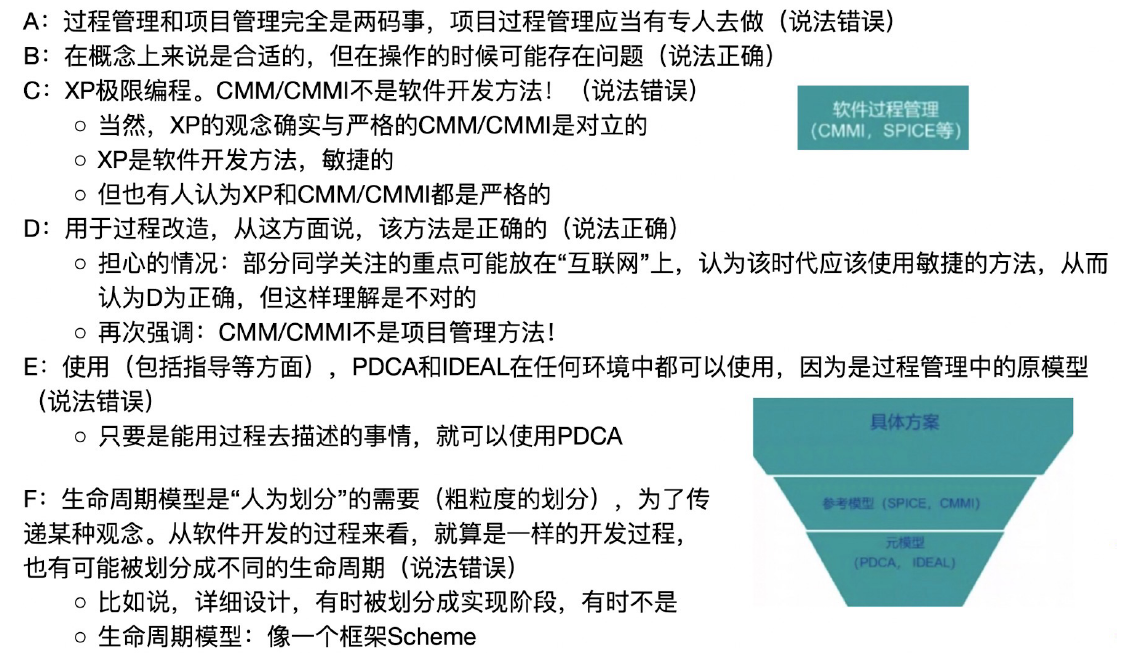 A：过程管理和项目管理完全是两码事，项目过程管理应当有专人去做（说法错误）
B：在概念上来说是合适的，但在操作的时候可能存在问题（说法正确）
C：XP极限编程。CMM/CMMI不是软件开发方法！（说法错误）
○ 当然，XP的观念确实与严格的CMM/CMMI是对立的
○ XP是软件开发方法，敏捷的
○ 但也有人认为XP和CMM/CMMI都是严格的
软件过程管理
(CMMI，SPICE等)
D：用于过程改造，从这方面说，该方法是正确的（说法正确）
○ 担心的情况：部分同学关注的重点可能放在“互联网”上，认为该时代应该使用敏捷的方法，从而
认为D为正确，但这样理解是不对的
○ 再次强调：CMM/CMMI不是项目管理方法！
E：使用（包括指导等方面），PDCA和IDEAL在任何环境中都可以使用，因为是过程管理中的原模型
（说法错误）
○ 只要是能用过程去描述的事情，就可以使用PDCA
F：生命周期模型是“人为划分”的需要（粗粒度的划分），为了传
递某种观念。从软件开发的过程来看，就算是一样的开发过程，
也有可能被划分成不同的生命周期（说法错误）
○ 比如说，详细设计，有时被划分成实现阶段，有时不是
○ 生命周期模型：像一个框架Scheme
具体方案
参考模型（SPICE，CMMI）
元模型
(PDCA， IDEAL)